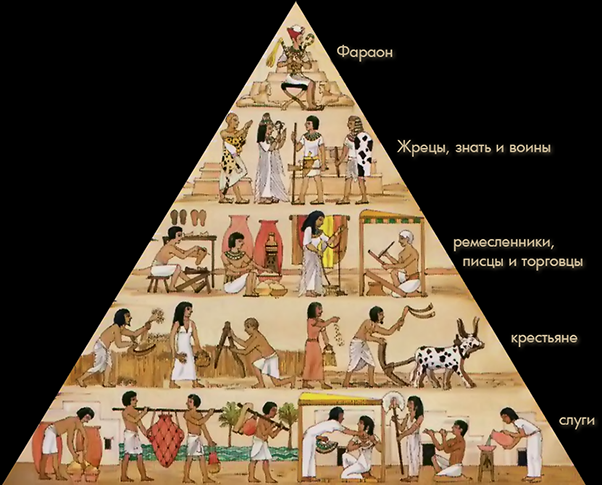 Фараон
Жрецы, знать и воины
ремесленники,
писцы и торговцы
крестьяне
слуги